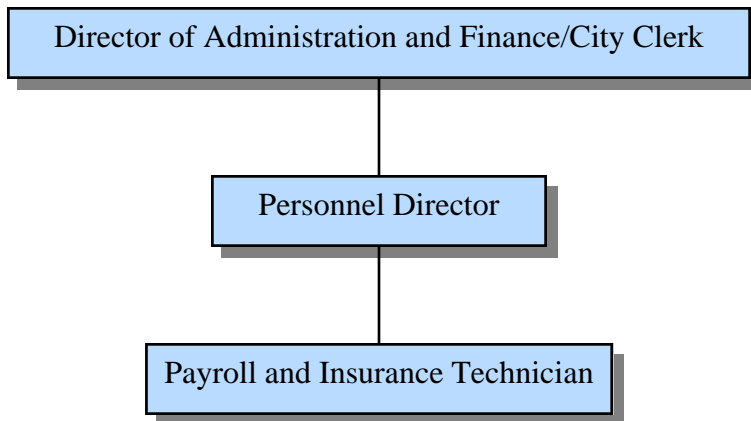 Director of Administration and Finance/City Clerk
Personnel Director
Payroll and Insurance Technician